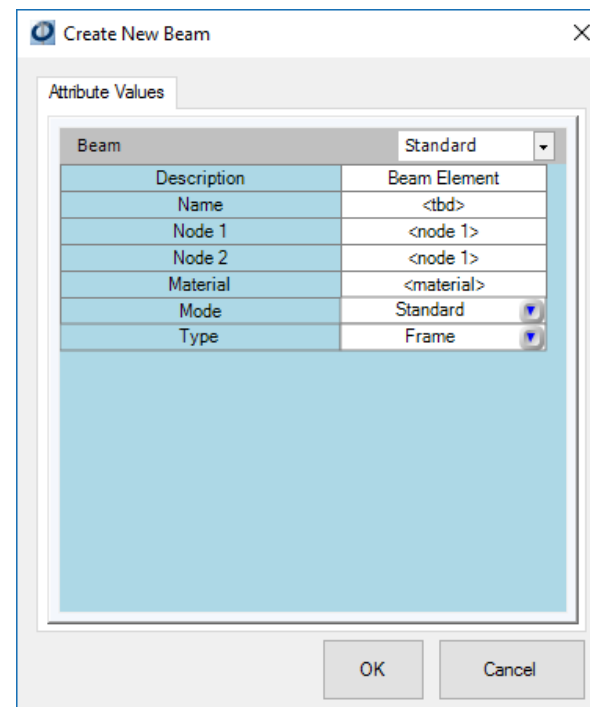 Create New Beam
Attribute Values
Beam Standard
Description Beam Element
Name <tbd>
Node 1 <node 1>
Node 2 <node 1>
Material <material>
Mode Standard
Type Frame
OK Cancel